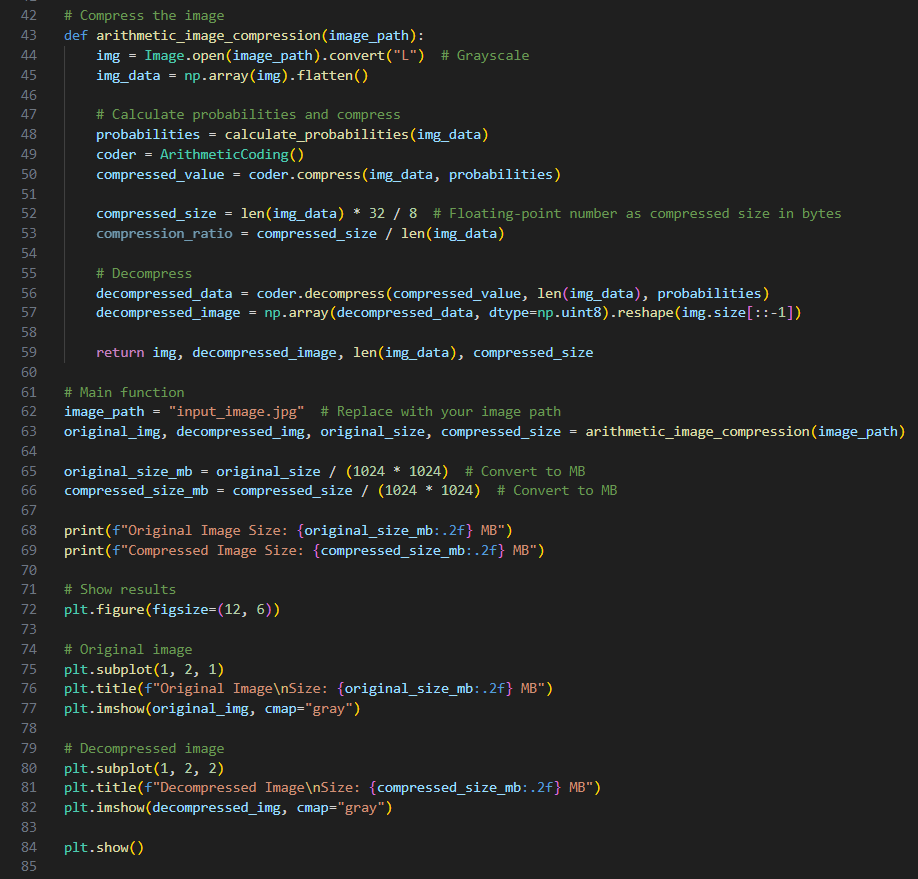 42 # Compress the image
43 def arithmetic_image_compression(image_path):
44     img = Image.open(image_path).convert("L")  # Grayscale
45     img_data = np.array(img).flatten()
46
47     # Calculate probabilities and compress
48     probabilities = calculate_probabilities(img_data)
49     coder = ArithmeticCoding()
50     compressed_value = coder.compress(img_data, probabilities)
51
52     compressed_size = len(img_data) * 32 / 8  # Floating-point number as compressed size in bytes
53     compression_ratio = compressed_size / len(img_data)
54
55     # Decompress
56     decompressed_data = coder.decompress(compressed_value, len(img_data), probabilities)
57     decompressed_image = np.array(decompressed_data, dtype=np.uint8).reshape(img.size[::-1])
58
59     return img, decompressed_image, len(img_data), compressed_size
60
61 # Main function
62 image_path = "input_image.jpg"  # Replace with your image path
63 original_img, decompressed_img, original_size, compressed_size = arithmetic_image_compression(image_path)
64
65 original_size_mb = original_size / (1024 * 1024)  # Convert to MB
66 compressed_size_mb = compressed_size / (1024 * 1024)  # Convert to MB
67
68 print(f"Original Image Size: {original_size_mb:.2f} MB")
69 print(f"Compressed Image Size: {compressed_size_mb:.2f} MB")
70
71 # Show results
72 plt.figure(figsize=(12, 6))
73
74 # Original image
75 plt.subplot(1, 2, 1)
76 plt.title(f"Original Image\nSize: {original_size_mb:.2f} MB")
77 plt.imshow(original_img, cmap="gray")
78
79 # Decompressed image
80 plt.subplot(1, 2, 2)
81 plt.title(f"Decompressed Image\nSize: {compressed_size_mb:.2f} MB")
82 plt.imshow(decompressed_img, cmap="gray")
83
84 plt.show()
85